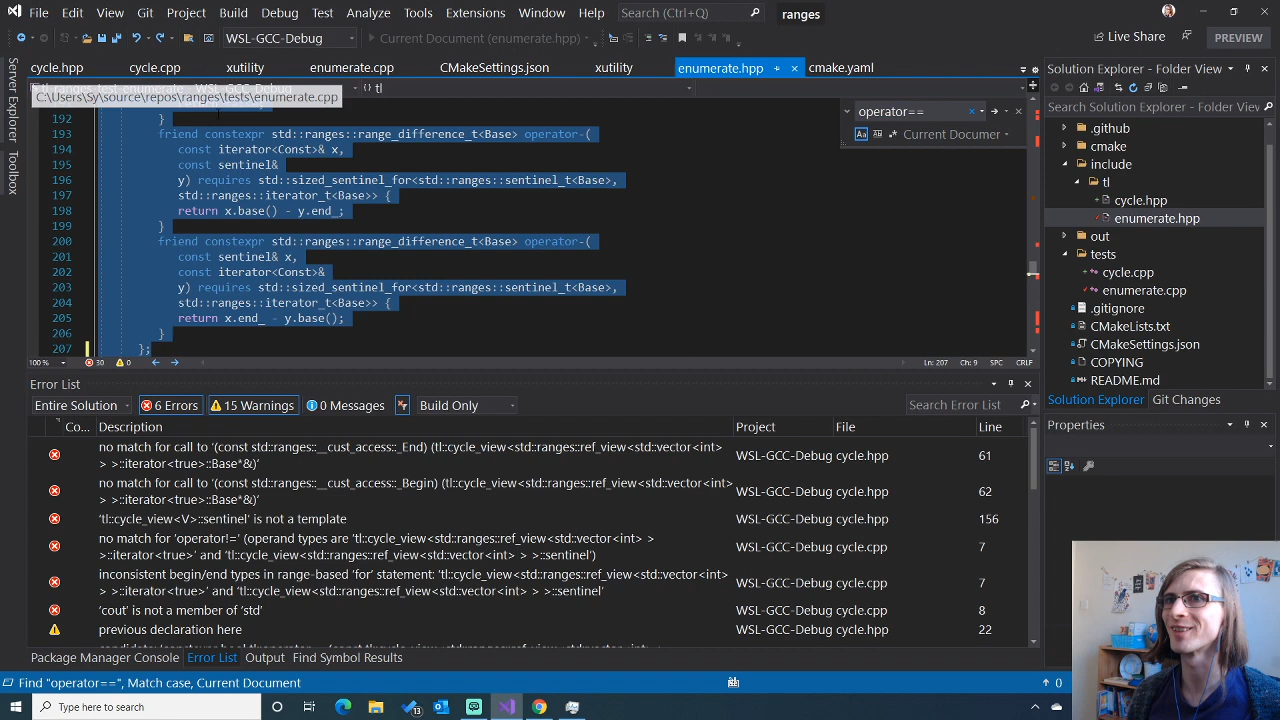 File Edit View Git Project Build Debug Test Analyze Tools Extensions Window Help Search (Ctrl+Q) ranges
WSL-GCC-Debug Current Document (enumerate.hpp) Live Share PREVIEW
cycle.hpp cycle.cpp xutility enumerate.cpp CMakeSettings.json xutility enumerate.hpp cmake.yaml
tl_ranges_test_enumerate WSL-GCC-Debug {} tl
C:\Users\Sy\source\repos\ranges\tests\enumerate.cpp
operator==
Aa Current Documer
Server Explorer
Toolbox
192 }
193 friend constexpr std::ranges::range_difference_t<Base> operator-(
194 const iterator<Const>& x,
195 const sentinel&
196 y) requires std::sized_sentinel_for<std::ranges::sentinel_t<Base>,
197 std::ranges::iterator_t<Base>> {
198 return x.base() - y.end_;
199 }
200 friend constexpr std::ranges::range_difference_t<Base> operator-(
201 const sentinel& x,
202 const iterator<Const>&
203 y) requires std::sized_sentinel_for<std::ranges::sentinel_t<Base>,
204 std::ranges::iterator_t<Base>> {
205 return x.end_ - y.base();
206 }
207 };
100 % 30 0 Ln: 207 Ch: 9 SPC CRLF
Error List
Entire Solution 6 Errors 15 Warnings 0 Messages Build Only Search Error List
Co... Description Project File Line
no match for call to '(const std::ranges::__cust_access::_End) (tl::cycle_view<std::ranges::ref_view<std::vector<int>
> >::iterator<true>::Base*&)' WSL-GCC-Debug cycle.hpp 61
no match for call to '(const std::ranges::__cust_access::_Begin) (tl::cycle_view<std::ranges::ref_view<std::vector<int>
> >::iterator<true>::Base*&)' WSL-GCC-Debug cycle.hpp 62
'tl::cycle_view<V>::sentinel' is not a template WSL-GCC-Debug cycle.hpp 156
no match for 'operator!=' (operand types are 'tl::cycle_view<std::ranges::ref_view<std::vector<int> >
>::iterator<true>' and 'tl::cycle_view<std::ranges::ref_view<std::vector<int> > >::sentinel') WSL-GCC-Debug cycle.cpp 7
inconsistent begin/end types in range-based 'for' statement: 'tl::cycle_view<std::ranges::ref_view<std::vector<int>
> >::iterator<true>' and 'tl::cycle_view<std::ranges::ref_view<std::vector<int> > >::sentinel' WSL-GCC-Debug cycle.cpp 7
'cout' is not a member of 'std' WSL-GCC-Debug cycle.cpp 8
previous declaration here WSL-GCC-Debug cycle.hpp 22
Package Manager Console Error List Output Find Symbol Results
Find "operator==", Match case, Current Document 0
Solution Explorer
Search Solution Explorer
.github
cmake
include
tl
cycle.hpp
enumerate.hpp
out
tests
cycle.cpp
enumerate.cpp
.gitignore
CMakeLists.txt
CMakeSettings.json
COPYING
README.md
Solution Explorer Git Changes
Properties
Type here to search
13